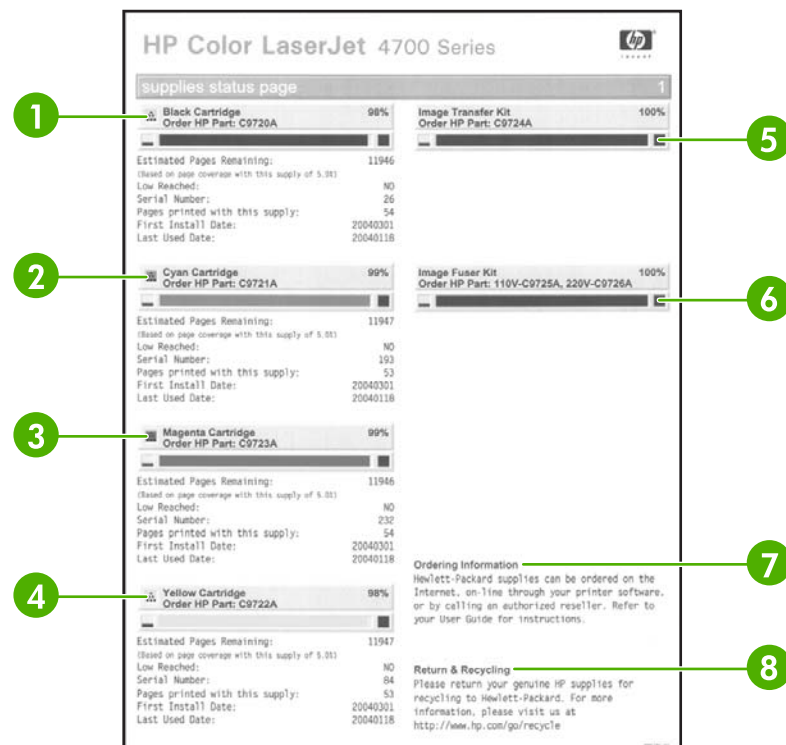 HP Color LaserJet 4700 Series
hp
invent
supplies status page 1
1
Black Cartridge 98%
Order HP Part: C9720A
Estimated Pages Remaining: 11946
(Based on page coverage with this supply of 5.0%)
Low Reached: NO
Serial Number: 26
Pages printed with this supply: 54
First Install Date: 20040301
Last Used Date: 20040118
2
Cyan Cartridge 99%
Order HP Part: C9721A
Estimated Pages Remaining: 11947
(Based on page coverage with this supply of 5.0%)
Low Reached: NO
Serial Number: 193
Pages printed with this supply: 53
First Install Date: 20040301
Last Used Date: 20040118
3
Magenta Cartridge 99%
Order HP Part: C9723A
Estimated Pages Remaining: 11946
(Based on page coverage with this supply of 5.0%)
Low Reached: NO
Serial Number: 232
Pages printed with this supply: 54
First Install Date: 20040301
Last Used Date: 20040118
4
Yellow Cartridge 98%
Order HP Part: C9722A
Estimated Pages Remaining: 11947
(Based on page coverage with this supply of 5.0%)
Low Reached: NO
Serial Number: 84
Pages printed with this supply: 53
First Install Date: 20040301
Last Used Date: 20040118
Image Transfer Kit 100%
Order HP Part: C9724A
5
Image Fuser Kit 100%
Order HP Part: 110V-C9725A, 220V-C9726A
6
Ordering Information
7
Hewlett-Packard supplies can be ordered on the
Internet, on-line through your printer software,
or by calling an authorized reseller. Refer to
your User Guide for instructions.
Return & Recycling
8
Please return your genuine HP supplies for
recycling to Hewlett-Packard. For more
information, please visit us at
http://www.hp.com/go/recycle